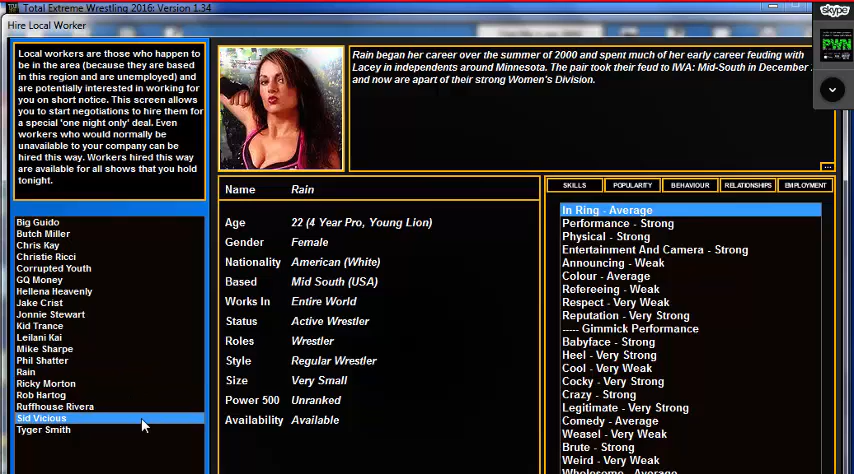 Total Extreme Wrestling 2016: Version 1.34
Hire Local Worker
skype
Local workers are those who happen to
be in the area (because they are based
in this region and are unemployed) and
are potentially interested in working for
you on short notice. This screen allows
you to start negotiations to hire them for
a special 'one night only' deal. Even
workers who would normally be
unavailable to your company can be
hired this way. Workers hired this way
are available for all shows that you hold
tonight.
Rain began her career over the summer of 2000 and spent much of her early career feuding with
Lacey in independents around Minnesota. The pair took their feud to IWA: Mid-South in December
and now are apart of their strong Women's Division.
...
Big Guido
Butch Miller
Chris Kay
Christie Ricci
Corrupted Youth
GQ Money
Hellena Heavenly
Jake Crist
Jonnie Stewart
Kid Trance
Leilani Kai
Mike Sharpe
Phil Shatter
Rain
Ricky Morton
Rob Hartog
Ruffhouse Rivera
Sid Vicious
Tyger Smith
Name Rain
Age 22 (4 Year Pro, Young Lion)
Gender Female
Nationality American (White)
Based Mid South (USA)
Works In Entire World
Status Active Wrestler
Roles Wrestler
Style Regular Wrestler
Size Very Small
Power 500 Unranked
Availability Available
SKILLS POPULARITY BEHAVIOUR RELATIONSHIPS EMPLOYMENT
In Ring - Average
Performance - Strong
Physical - Strong
Entertainment And Camera - Strong
Announcing - Weak
Colour - Average
Refereeing - Weak
Respect - Very Weak
Reputation - Very Strong
----- Gimmick Performance
Babyface - Strong
Heel - Very Strong
Cool - Very Weak
Cocky - Very Strong
Crazy - Strong
Legitimate - Very Strong
Comedy - Average
Weasel - Very Weak
Brute - Strong
Weird - Very Weak
Wholesome - Average